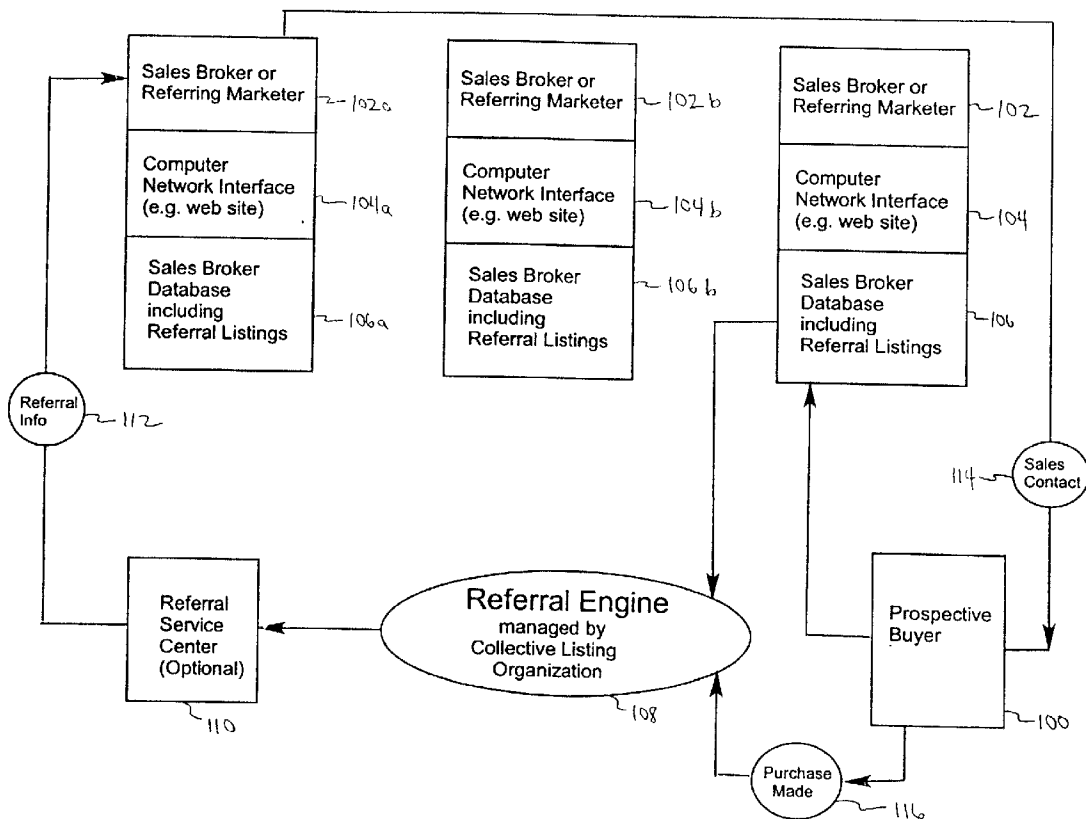 Sales Broker or
Referring Marketer
102a
Computer
Network Interface
(e.g. web site)
104a
Sales Broker
Database
including
Referral Listings
106a
Sales Broker or
Referring Marketer
102b
Computer
Network Interface
(e.g. web site)
104b
Sales Broker
Database
including
Referral Listings
106b
Sales Broker or
Referring Marketer
102
Computer
Network Interface
(e.g. web site)
104
Sales Broker
Database
including
Referral Listings
106
Referral
Info
112
Sales
Contact
114
Referral
Service
Center
(Optional)
110
Referral Engine
managed by
Collective Listing
Organization
108
Prospective
Buyer
100
Purchase
Made
116